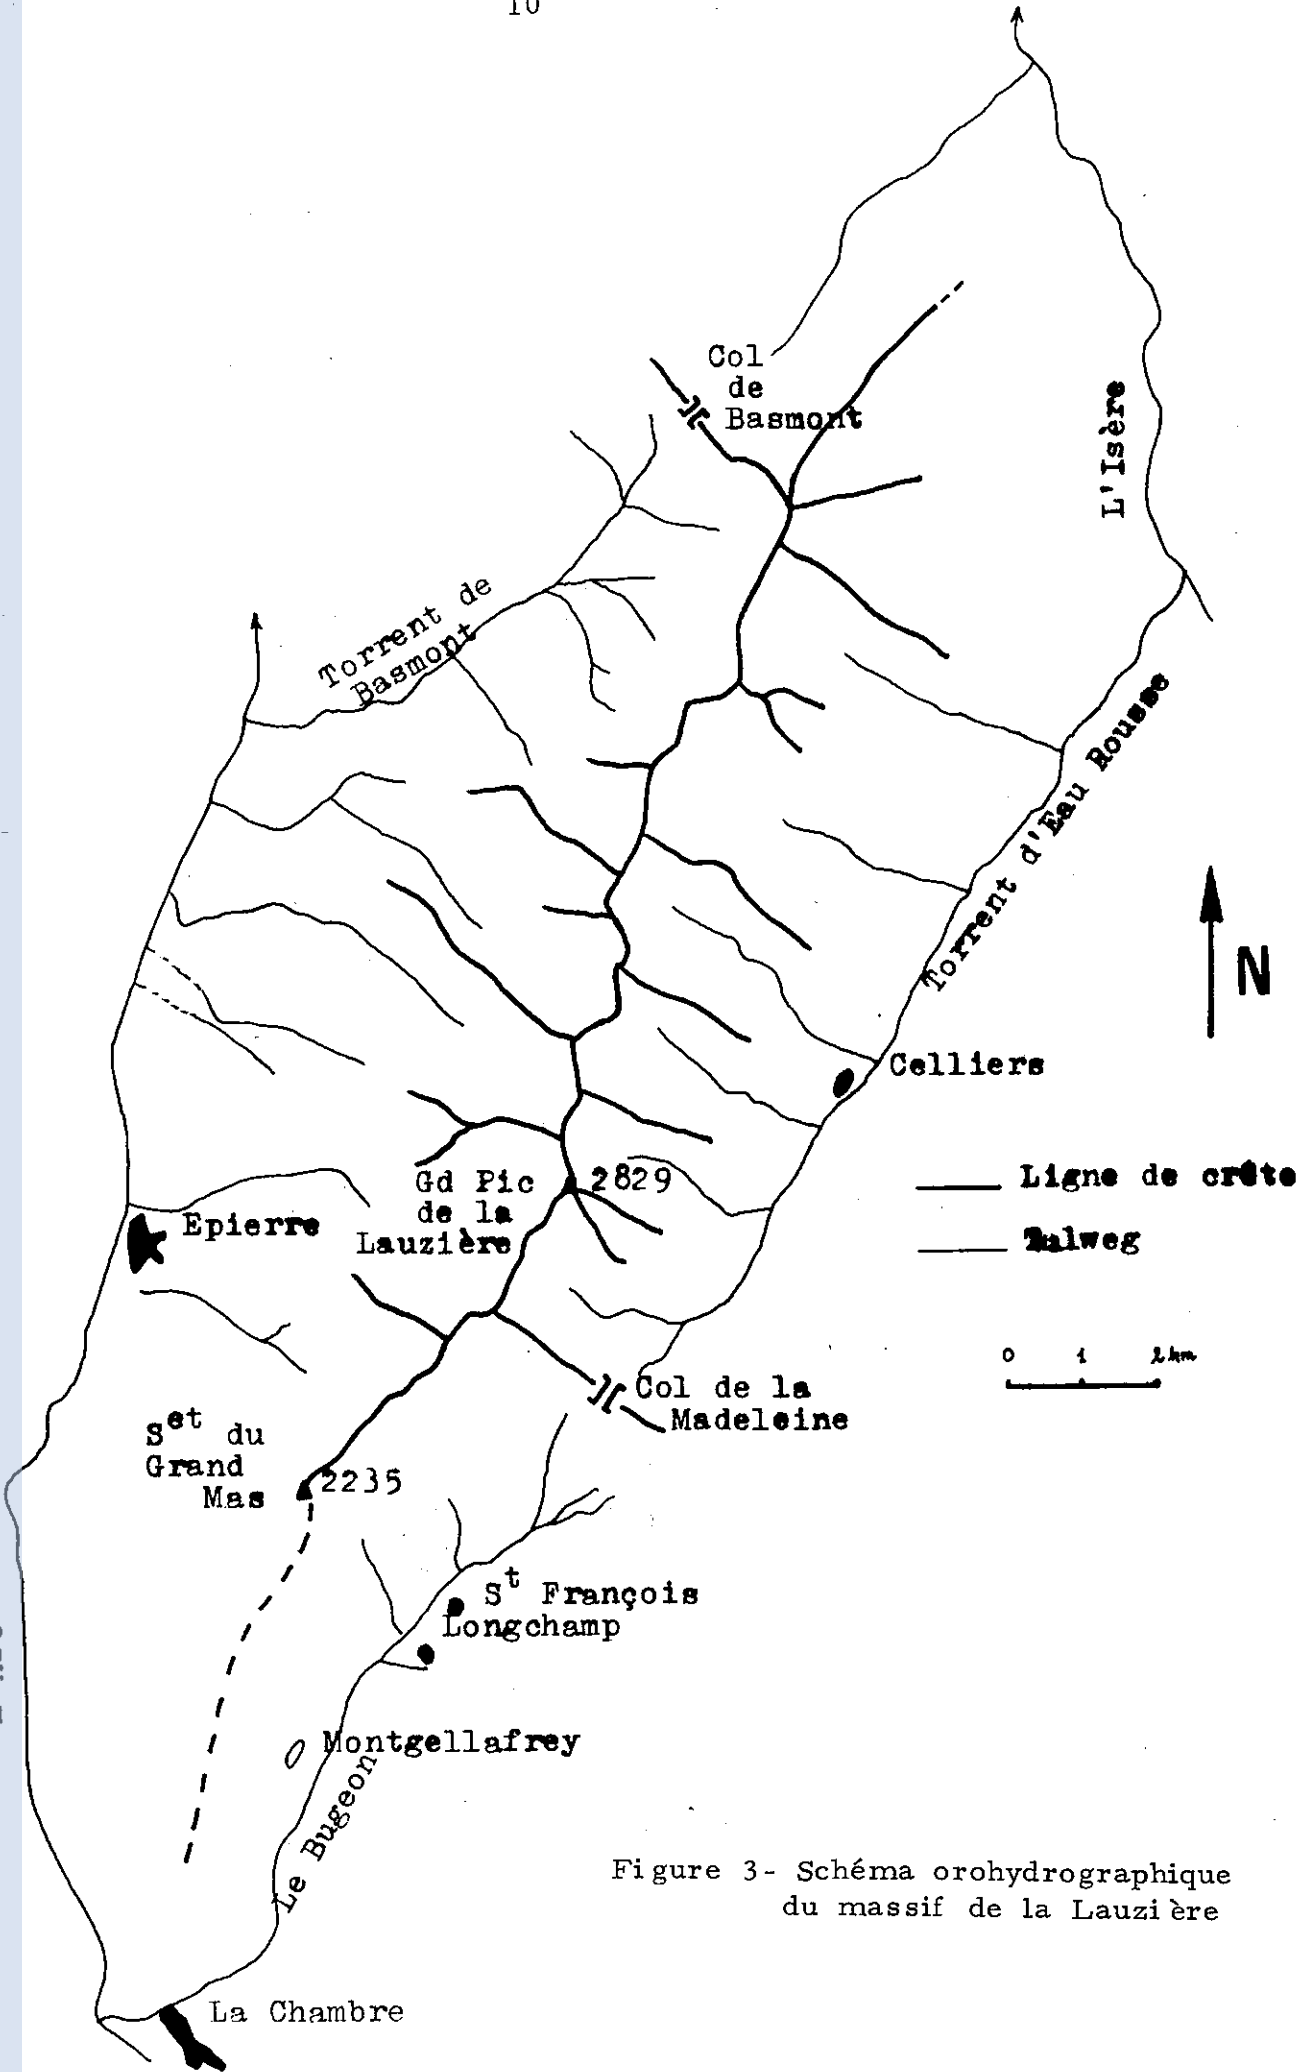 10
Col
de
Basmont
L'Isère
Torrent de
Basmont
Torrent d'Eau Rousse
N
Celliers
Gd Pic
de la
Lauzière
2829
Ligne de crête
Talweg
Epierre
0 1 2 km
Col de la
Madeleine
Set du
Grand
Mas
2235
St François
Longchamp
Montgellafrey
Le Bugeon
Figure 3- Schéma orohydrographique
du massif de la Lauzière
La Chambre